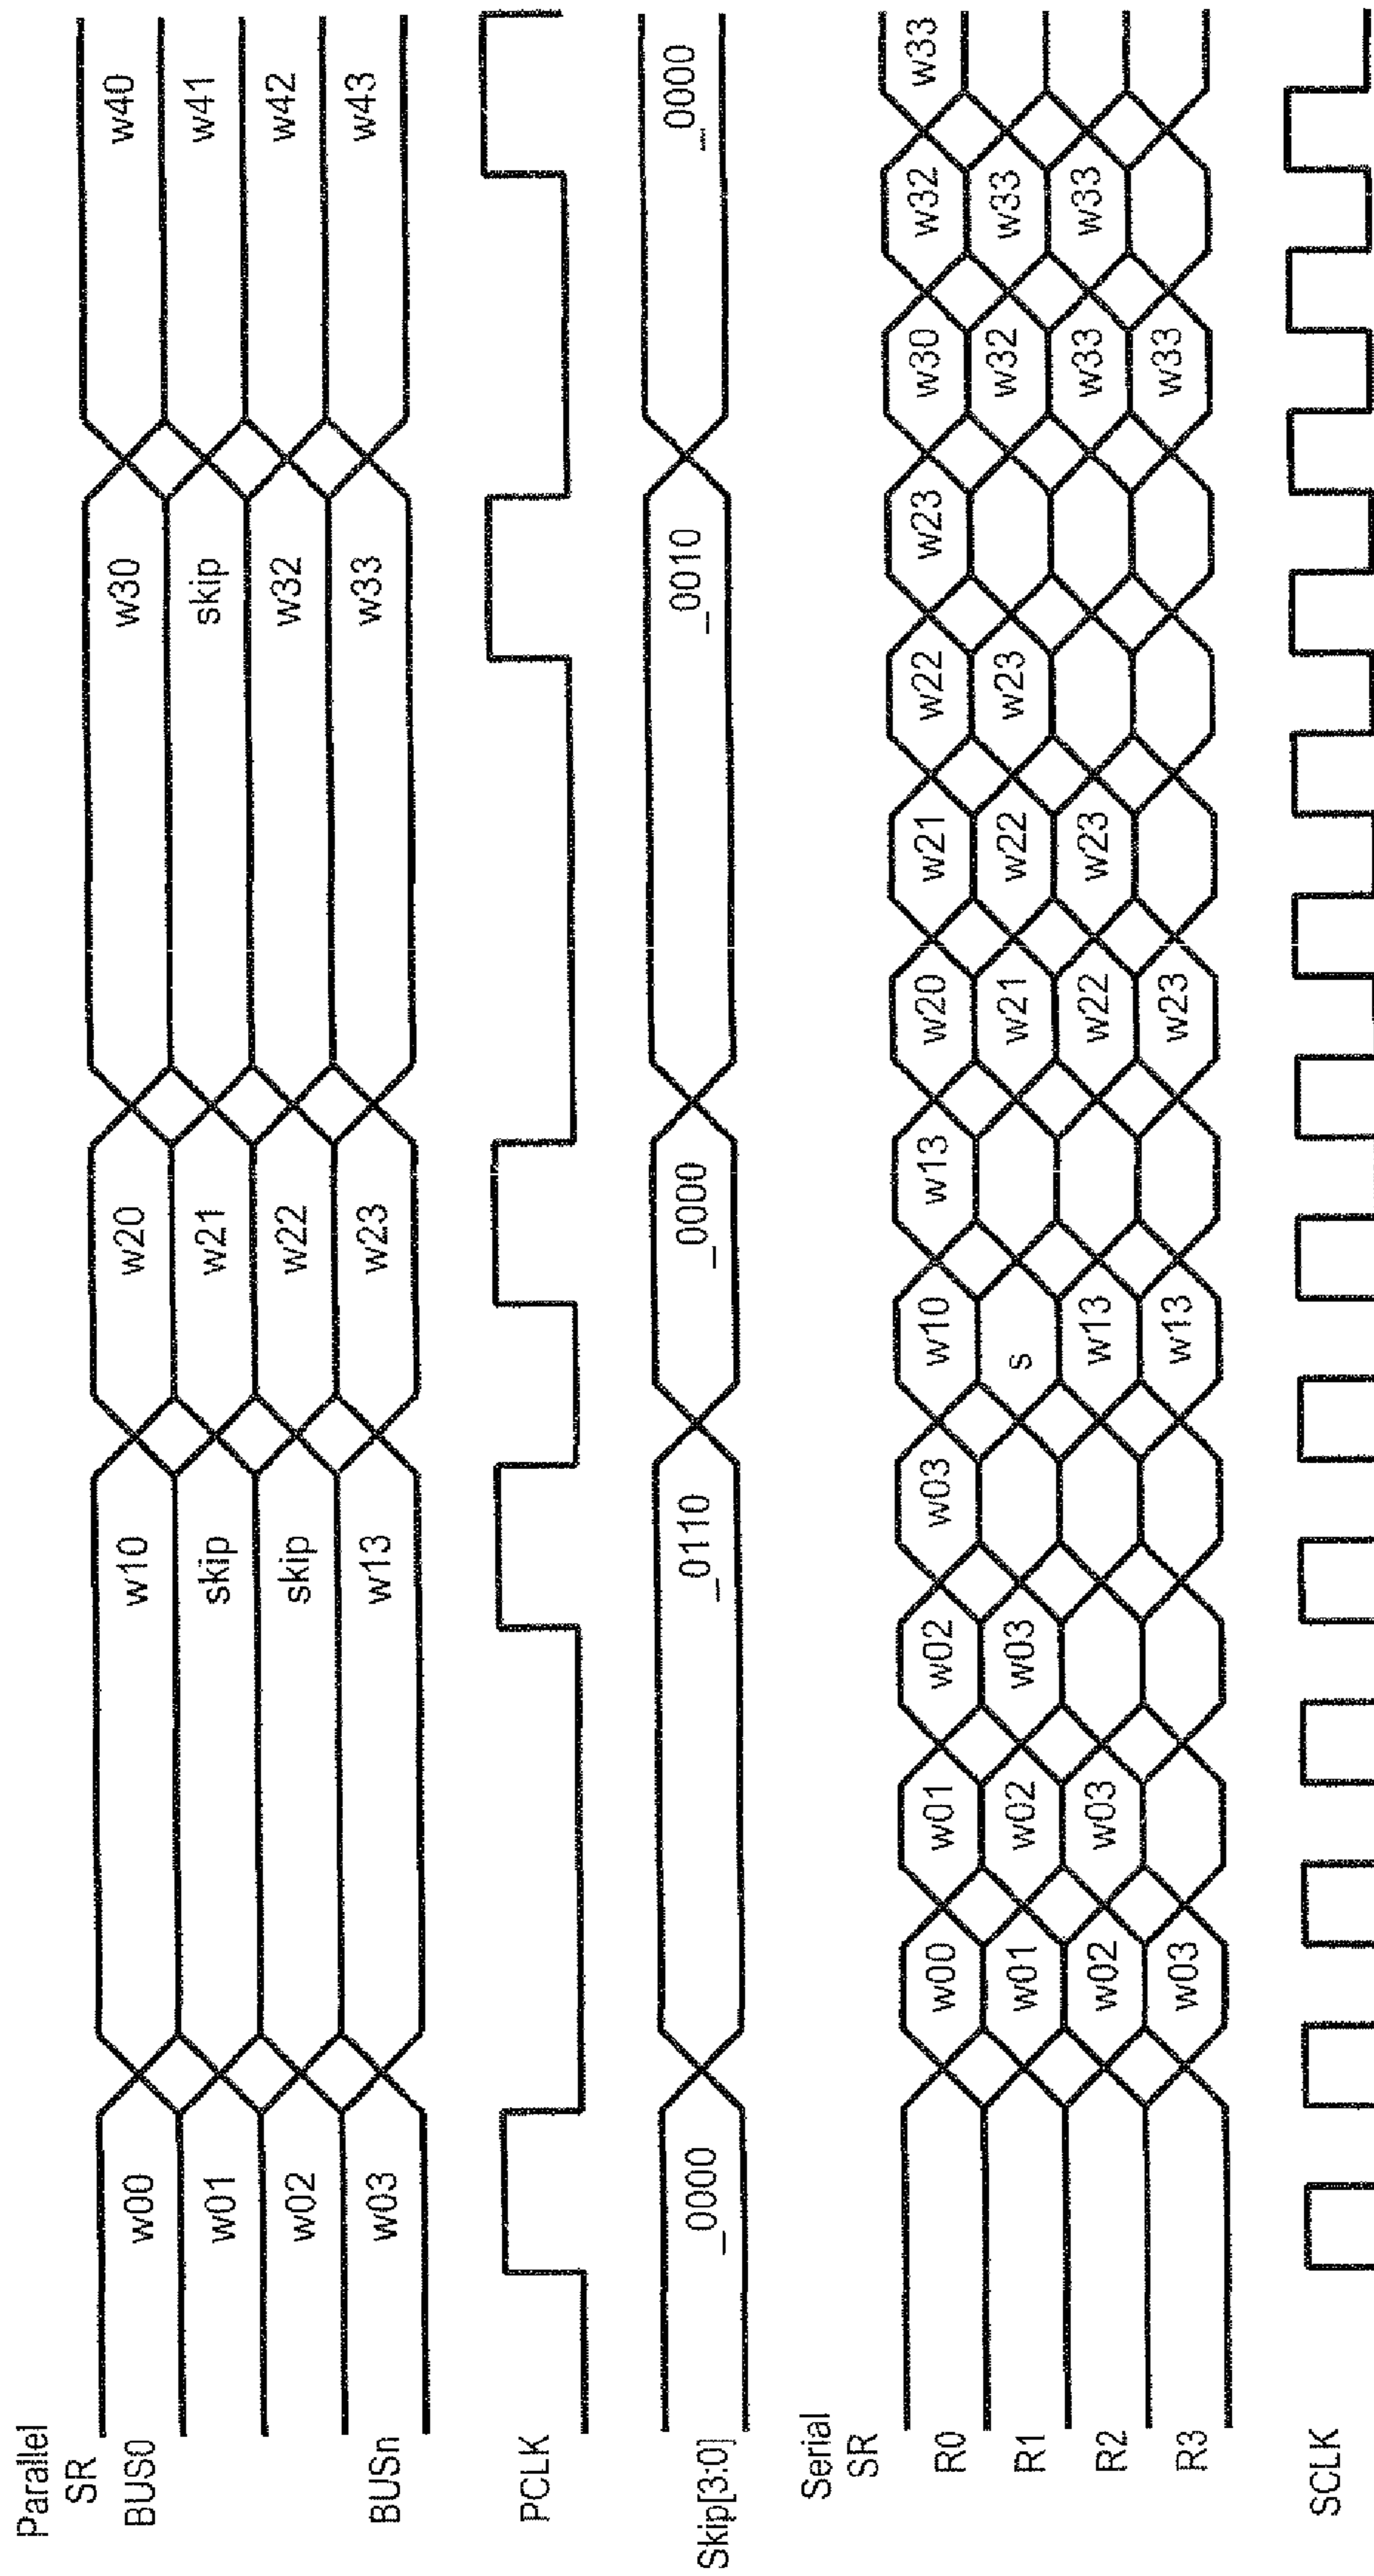 Parallel
SR
BUS0 w00 w10 w20 w30 w40
w01 skip w21 skip w41
w02 skip w22 w32 w42
BUSn w03 w13 w23 w33 w43
PCLK
Skip[3:0] _0000 _0110 _0000 _0010 _0000
Serial
SR
R0 w00 w01 w02 w03 w10 w13 w20 w21 w22 w23 w30 w32 w33
R1 w01 w02 w03 s w21 w22 w23 w32 w33
R2 w02 w03 w13 w22 w23 w33 w33
R3 w03 w13 w23 w33
SCLK